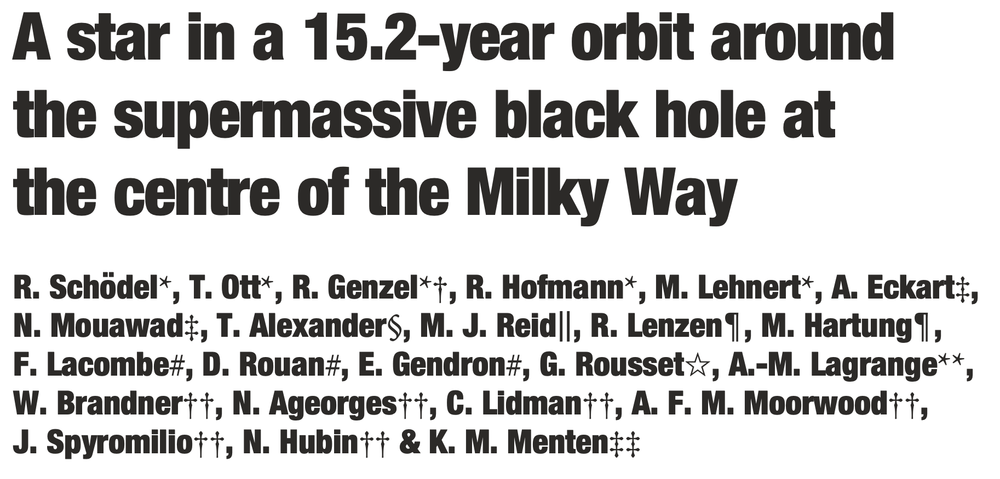 A star in a 15.2-year orbit around
the supermassive black hole at
the centre of the Milky Way
R. Schödel*, T. Ott*, R. Genzel*†, R. Hofmann*, M. Lehnert*, A. Eckart‡,
N. Mouawad‡, T. Alexander§, M. J. Reid||, R. Lenzen¶, M. Hartung¶,
F. Lacombe#, D. Rouan#, E. Gendron#, G. Rousset☆, A.-M. Lagrange**,
W. Brandner††, N. Ageorges††, C. Lidman††, A. F. M. Moorwood††,
J. Spyromilio††, N. Hubin†† & K. M. Menten‡‡